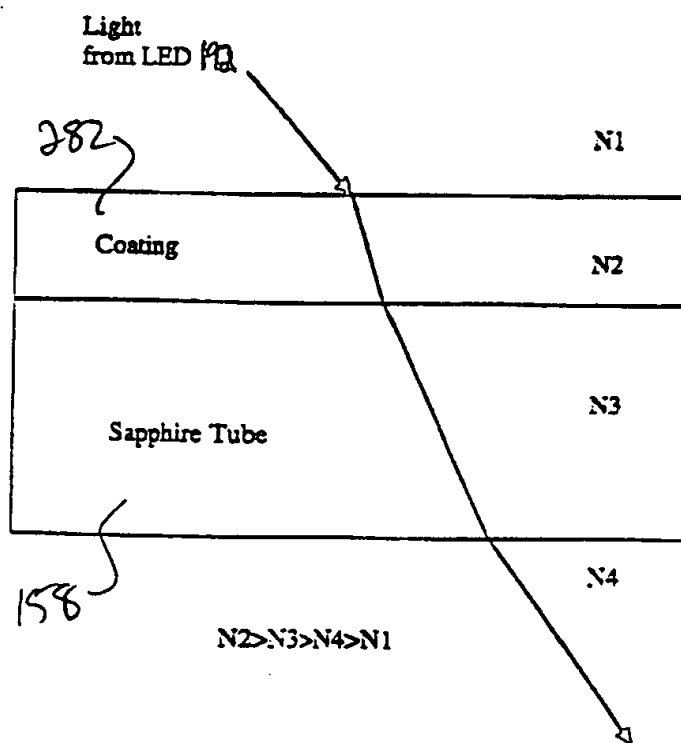 Light
from LED 192
282
N1
Coating
N2
N3
Sapphire Tube
N4
158
N2>N3>N4>N1